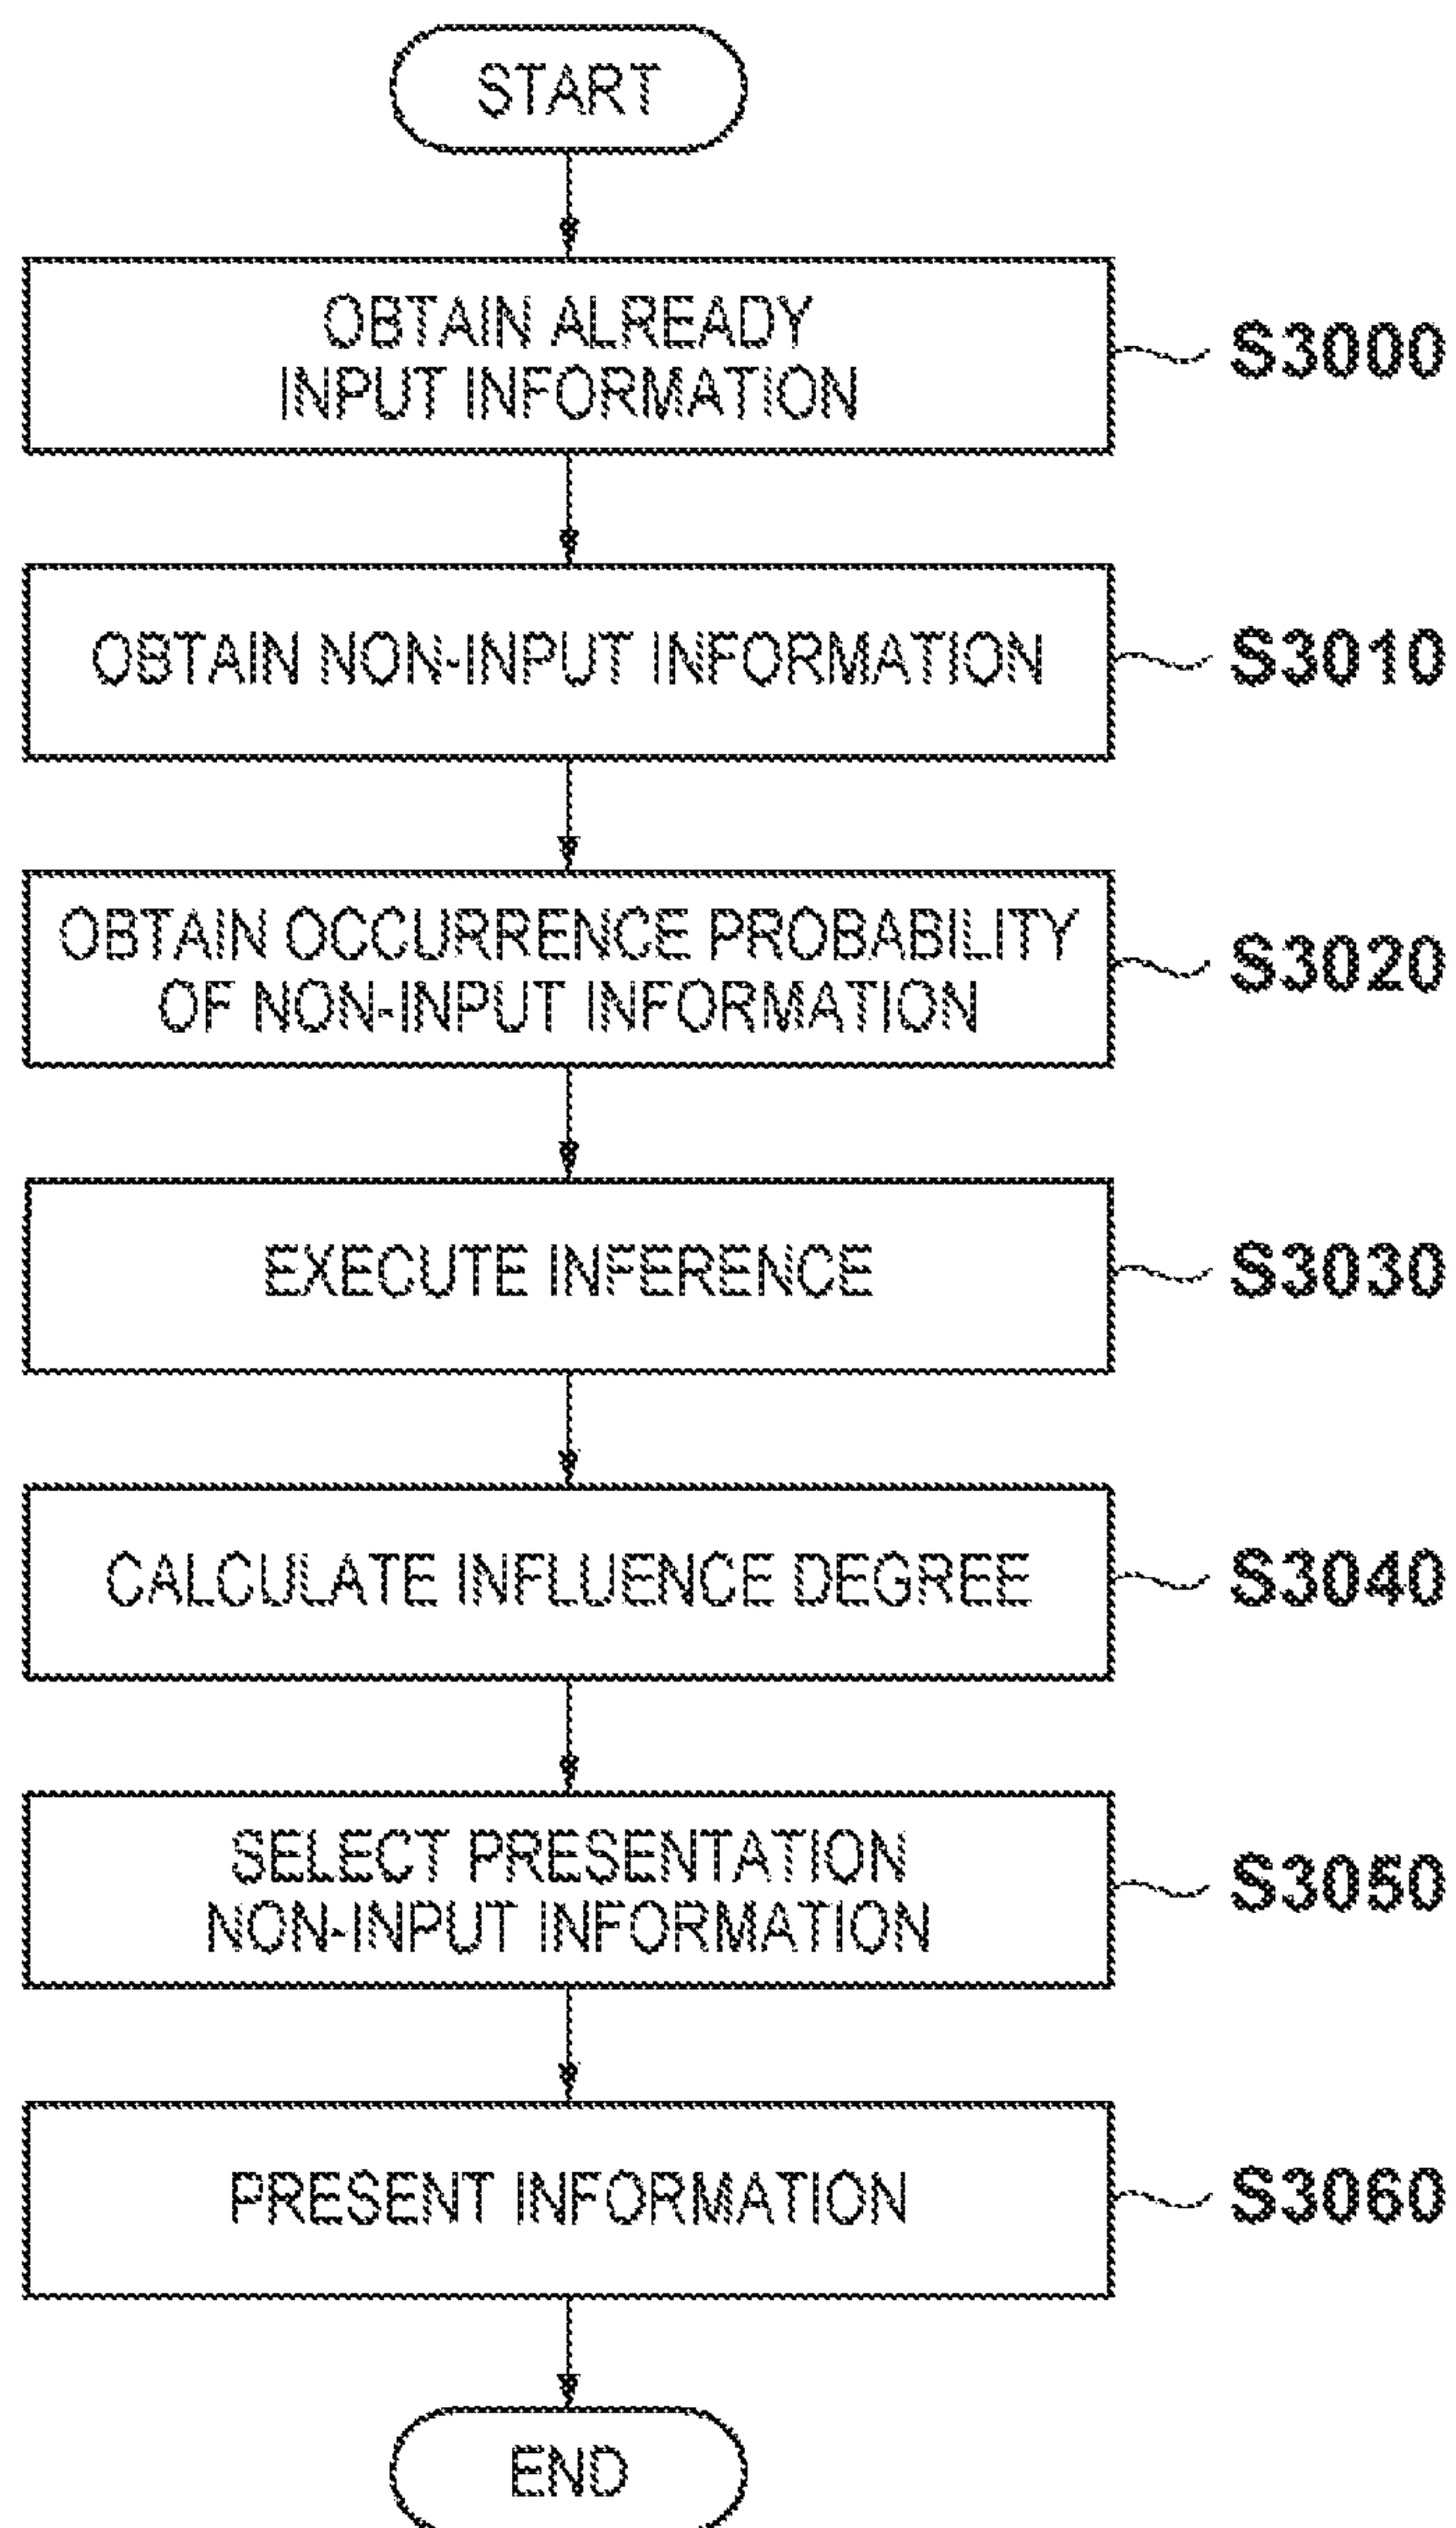 START
OBTAIN ALREADY
INPUT INFORMATION
S3000
OBTAIN NON-INPUT INFORMATION
S3010
OBTAIN OCCURRENCE PROBABILITY
OF NON-INPUT INFORMATION
S3020
EXECUTE INFERENCE
S3030
CALCULATE INFLUENCE DEGREE
S3040
SELECT PRESENTATION
NON-INPUT INFORMATION
S3050
PRESENT INFORMATION
S3060
END